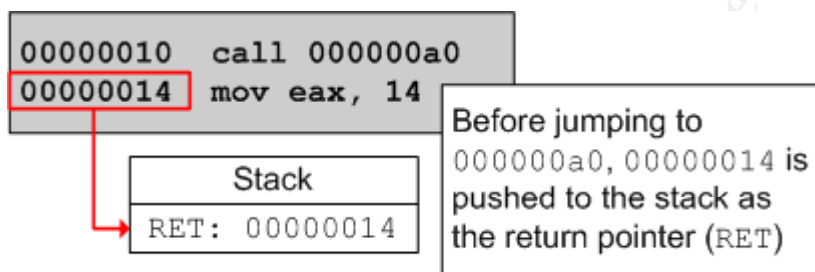 00000010 call 000000a0
00000014 mov eax, 14
Before jumping to
000000a0, 00000014 is
pushed to the stack as
the return pointer (RET)
Stack
RET: 00000014